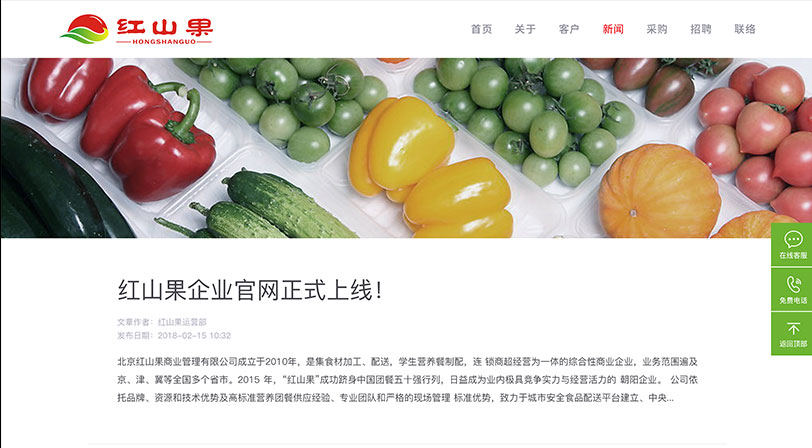 红山果
HONGSHANGUO
首页 关于 客户 新闻 采购 招聘 联络
在线客服
免费电话
返回顶部
红山果企业官网正式上线！
文章作者：红山果运营部
发布日期：2018-02-15 10:32
北京红山果商业管理有限公司成立于2010年，是集食材加工、配送，学生营养餐制配，连 锁商超经营为一体的综合性商业企业，业务范围遍及
京、津、冀等全国多个省市。2015 年，“红山果”成功跻身中国团餐五十强行列，日益成为业内极具竞争实力与经营活力的 朝阳企业。 公司依
托品牌、资源和技术优势及高标准营养团餐供应经验、专业团队和严格的现场管理 标准优势，致力于城市安全食品配送平台建立、中央...